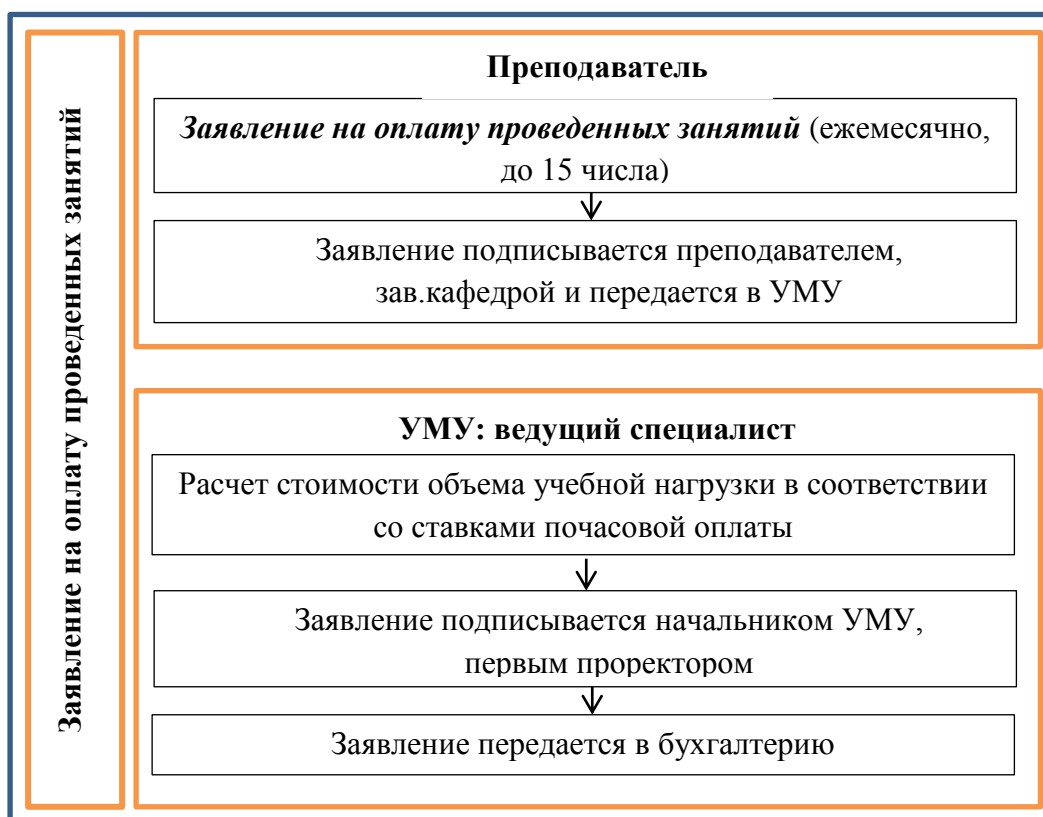 Заявление на оплату проведенных занятий
Преподаватель
Заявление на оплату проведенных занятий (ежемесячно,
до 15 числа)
Заявление подписывается преподавателем,
зав.кафедрой и передается в УМУ
УМУ: ведущий специалист
Расчет стоимости объема учебной нагрузки в соответствии
со ставками почасовой оплаты
Заявление подписывается начальником УМУ,
первым проректором
Заявление передается в бухгалтерию